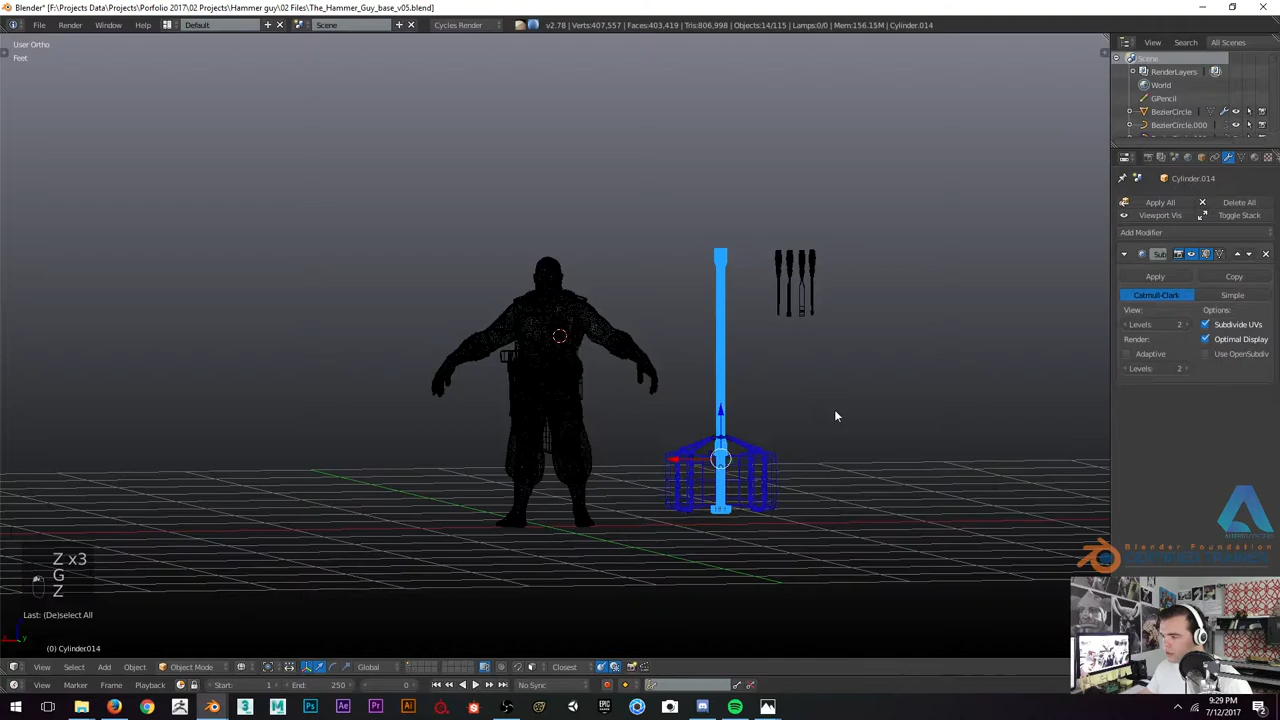 Blender* [F:\Projects Data\Projects\Porfolio 2017\02 Projects\Hammer guy\02 Files\The_Hammer_Guy_base_v05.blend]
File Render Window Help Default Scene Cycles Render v2.78 | Verts:407,557 | Faces:403,419 | Tris:806,998 | Objects:14/115 | Lamps:0/0 | Mem:156.15M | Cylinder.014
User Ortho
Feet
View Search All Scenes
Scene
RenderLayers
World
GPencil
BezierCircle
BezierCircle.000
Cylinder.014
Apply All Delete All
Viewport Vis Toggle Stack
Add Modifier
Sub
Apply Copy
Catmull-Clark Simple
View: Options:
Levels: 2 Subdivide UVs
Render: Optimal Display
Adaptive Use OpenSubdiv
Levels: 2
Blender Foundation
Z x3
G
Z
Last: (De)select All
(0) Cylinder.014
View Select Add Object Object Mode Global Closest
View Marker Frame Playback Start: 1 End: 250 0 No Sync
9:29 PM
7/12/2017